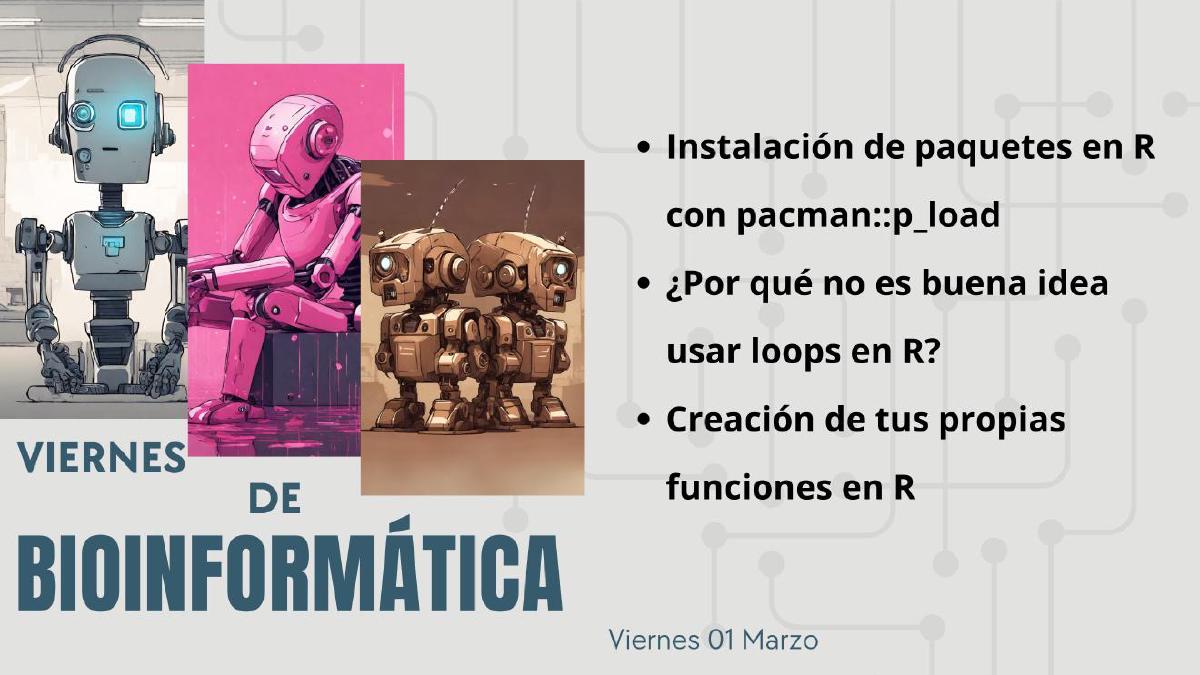 VIERNES
DE
BIOINFORMÁTICA
• Instalación de paquetes en R
con pacman::p_load
• ¿Por qué no es buena idea
usar loops en R?
• Creación de tus propias
funciones en R
Viernes 01 Marzo